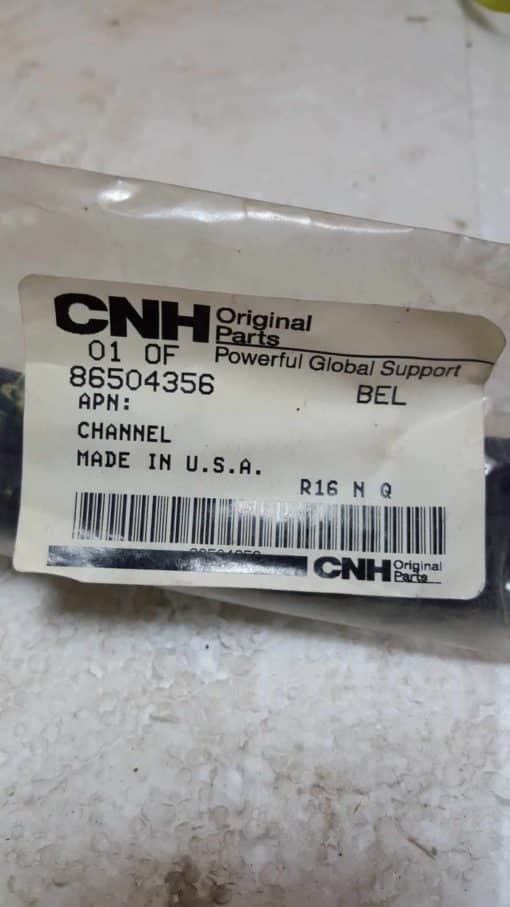 CNH Original Parts
Powerful Global Support
01 OF
86504356 BEL
APN:
CHANNEL
MADE IN U.S.A.
R16 N Q
CNH Original Parts